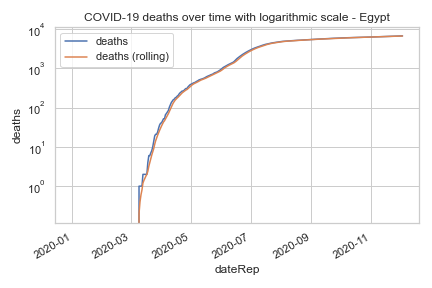 COVID-19 deaths over time with logarithmic scale - Egypt
deaths
deaths (rolling)
10^4
10^3
10^2
10^1
10^0
deaths
2020-01
2020-03
2020-05
2020-07
2020-09
2020-11
dateRep